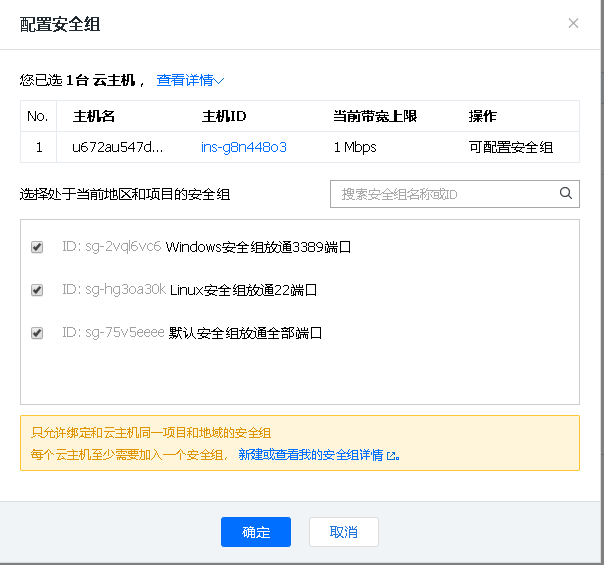 配置安全组
您已选 1台 云主机， 查看详情
No. 主机名 主机ID 当前带宽上限 操作
1 u672au547d... ins-g8n448o3 1 Mbps 可配置安全组
选择处于当前地区和项目的安全组 搜索安全组名称或ID
ID: sg-2vql6vc6 Windows安全组放通3389端口
ID: sg-hg3oa30k Linux安全组放通22端口
ID: sg-75v5eeee 默认安全组放通全部端口
只允许绑定和云主机同一项目和地域的安全组
每个云主机至少需要加入一个安全组， 新建或查看我的安全组详情。
确定 取消